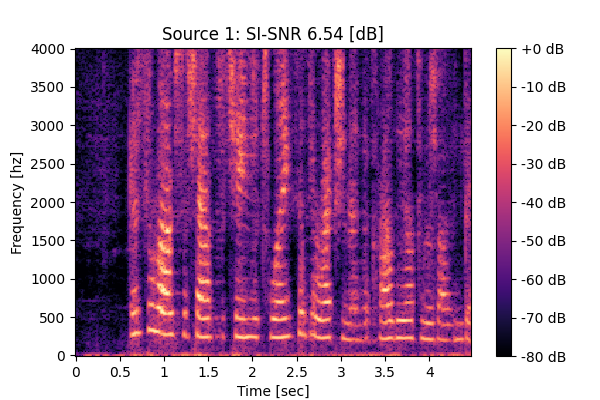 Source 1: SI-SNR 6.54 [dB]
4000
3500
3000
2500
2000
1500
1000
500
0
Frequency [hz]
0 0.5 1 1.5 2 2.5 3 3.5 4
Time [sec]
+0 dB
-10 dB
-20 dB
-30 dB
-40 dB
-50 dB
-60 dB
-70 dB
-80 dB